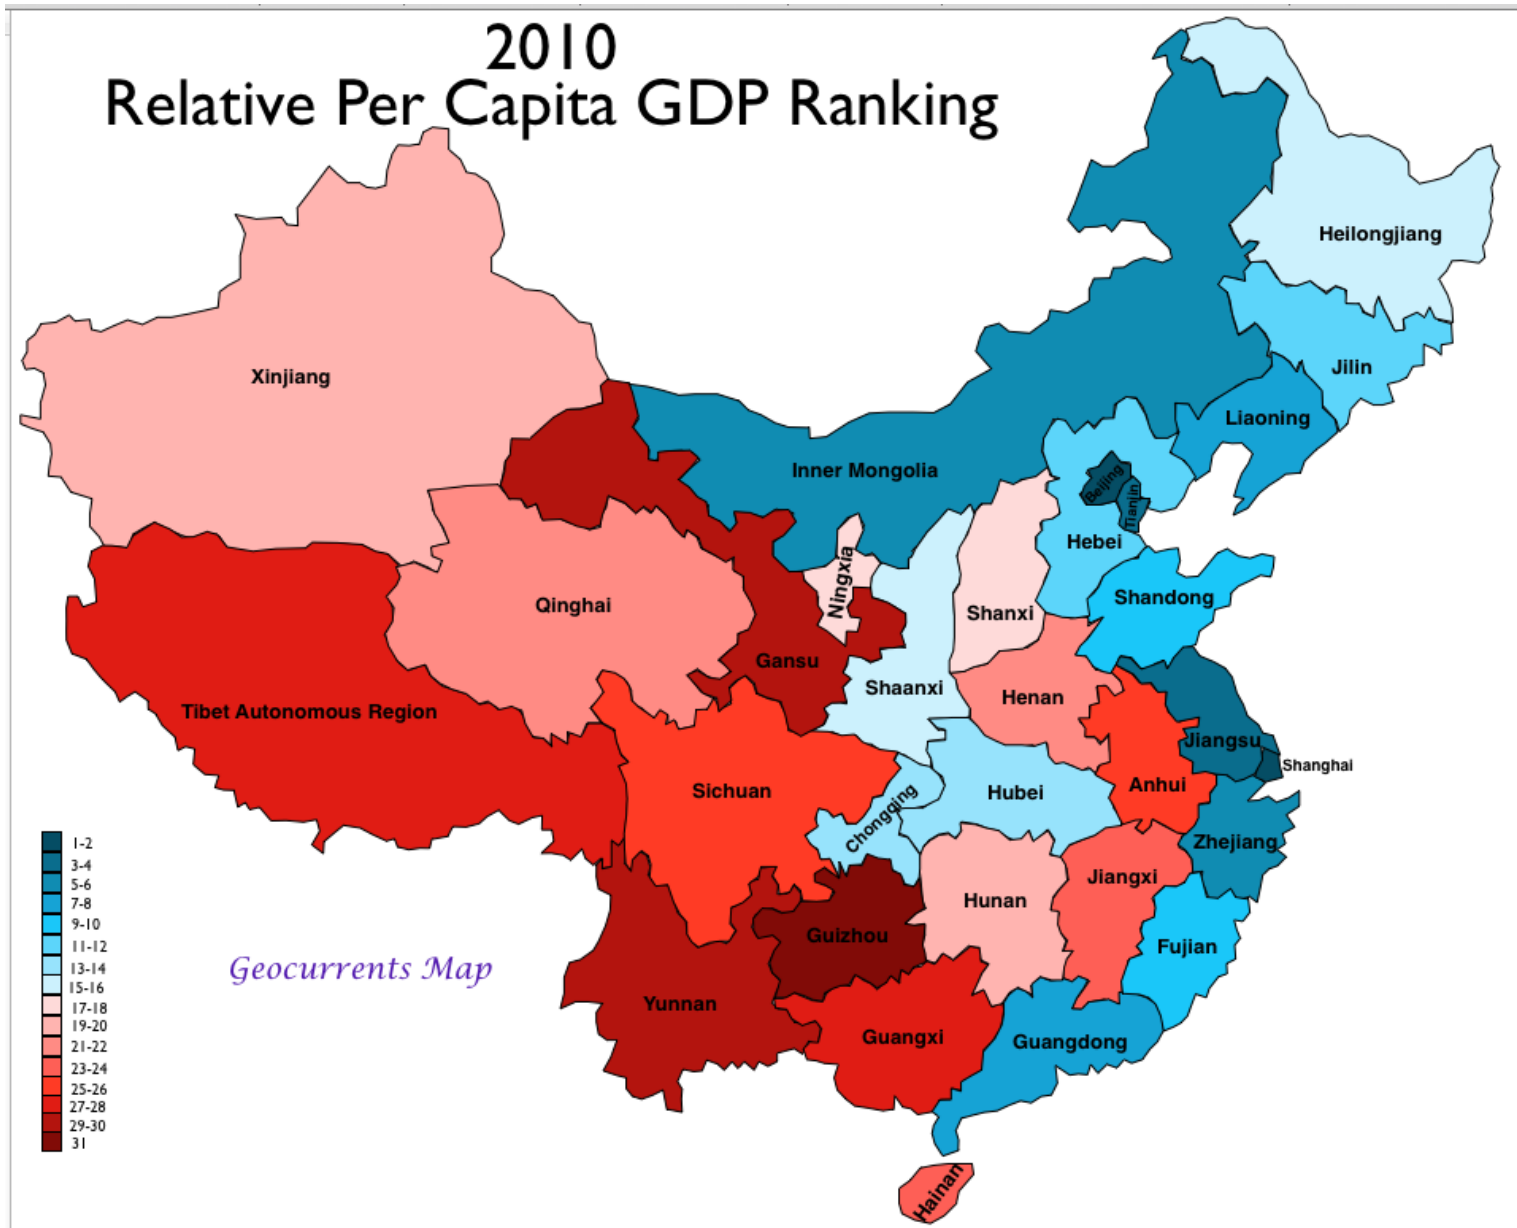 2010
Relative Per Capita GDP Ranking
Heilongjiang
Jilin
Xinjiang
Liaoning
Inner Mongolia
Beijing
Tianjin
Hebei
Ningxia
Shandong
Qinghai
Shanxi
Gansu
Shaanxi
Henan
Tibet Autonomous Region
Jiangsu
Shanghai
Sichuan
Hubei
Anhui
Chongqing
Zhejiang
Jiangxi
Hunan
Guizhou
Fujian
Yunnan
Guangxi
Guangdong
Hainan
Geocurrents Map
1-2
3-4
5-6
7-8
9-10
11-12
13-14
15-16
17-18
19-20
21-22
23-24
25-26
27-28
29-30
31